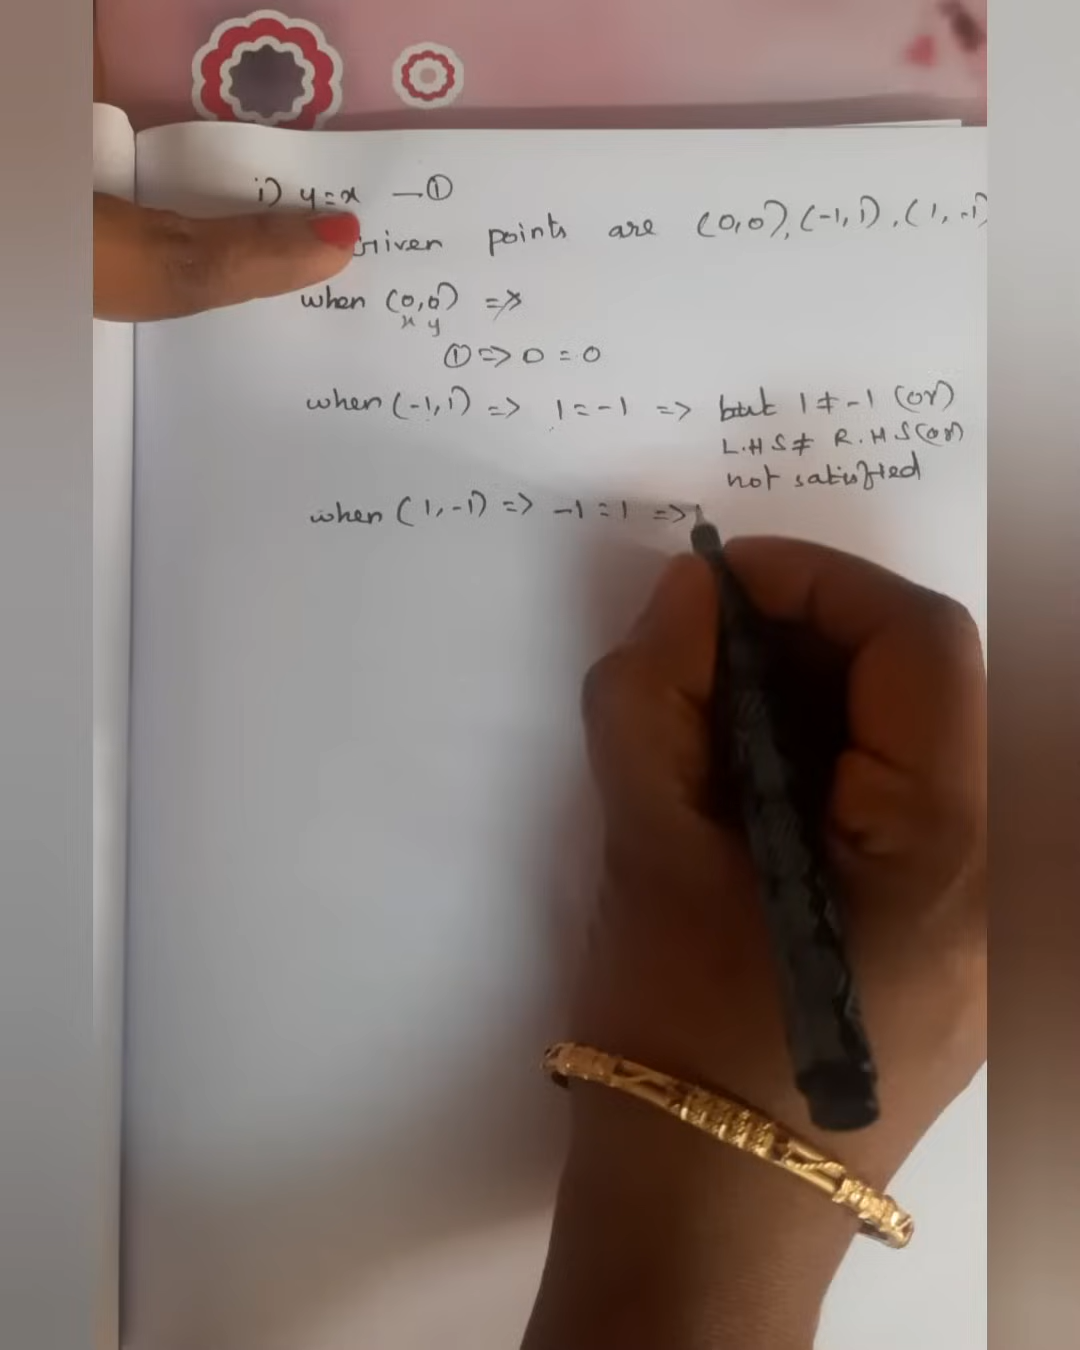 i) y=x —①
Given points are (0,0), (-1,1), (1,-1)
when (0,0) =>
x y
① => 0 = 0
when (-1,1) => 1 = -1 => but 1 ≠ -1 (or)
L.H.S ≠ R.H.S (or)
not satisfied
when (1,-1) => -1 = 1 =>